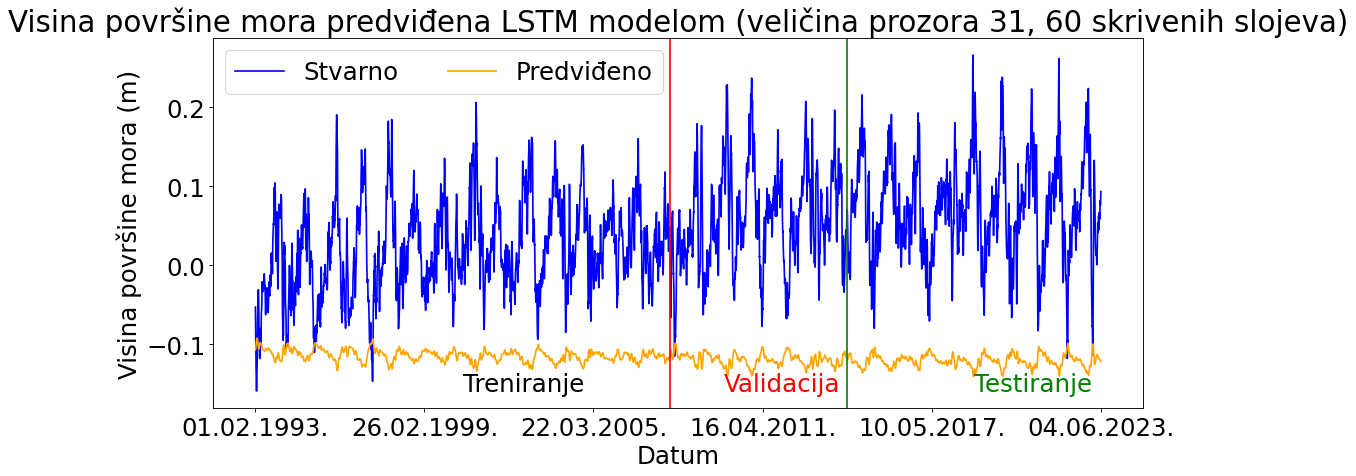 Visina površine mora predviđena LSTM modelom (veličina prozora 31, 60 skrivenih slojeva)
Stvarno
Predviđeno
Visina površine mora (m)
0.2
0.1
0.0
−0.1
Treniranje
Validacija
Testiranje
01.02.1993.
26.02.1999.
22.03.2005.
16.04.2011.
10.05.2017.
04.06.2023.
Datum